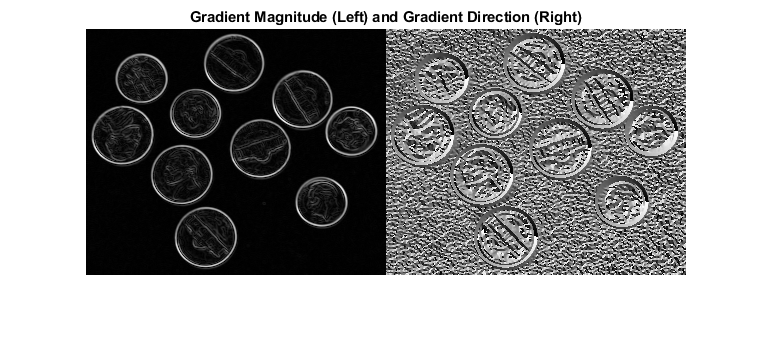 Gradient Magnitude (Left) and Gradient Direction (Right)